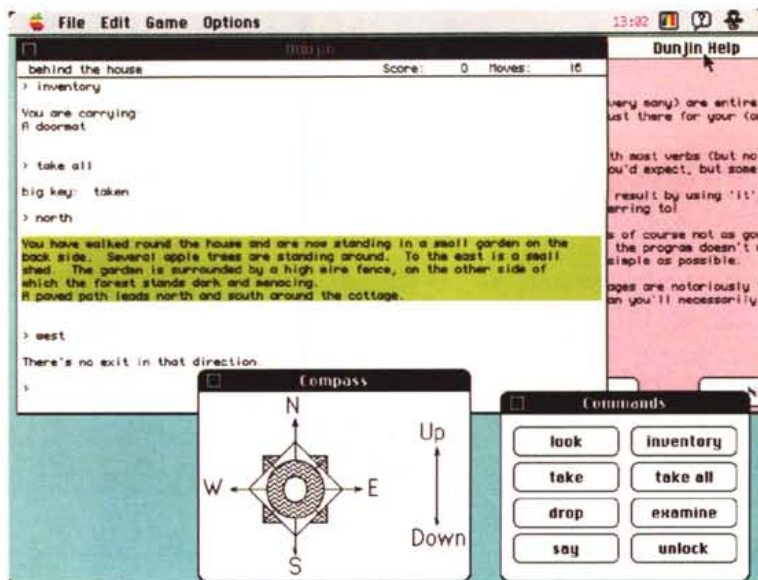 File Edit Game Options
13:02
Dunjin
behind the house Score: 0 Moves: 16
> inventory
You are carrying:
A doormat
> take all
big key: taken
> north
You have walked round the house and are now standing in a small garden on the
back side. Several apple trees are standing around. To the east is a small
shed. The garden is surrounded by a high wire fence, on the other side of
which the forest stands dark and menacing.
A paved path leads north and south around the cottage.
> west
There's no exit in that direction.
>
Dunjin Help
very many) are entire
ust there for your (o
th most verbs (but no
ou'd expect, but some
result by using 'it'
erring to!
s of course not as go
the program doesn't
simple as possible.
ages are notoriously
an you'll necessarily
Compass
N
W
E
S
Up
Down
Commands
look inventory
take take all
drop examine
say unlock